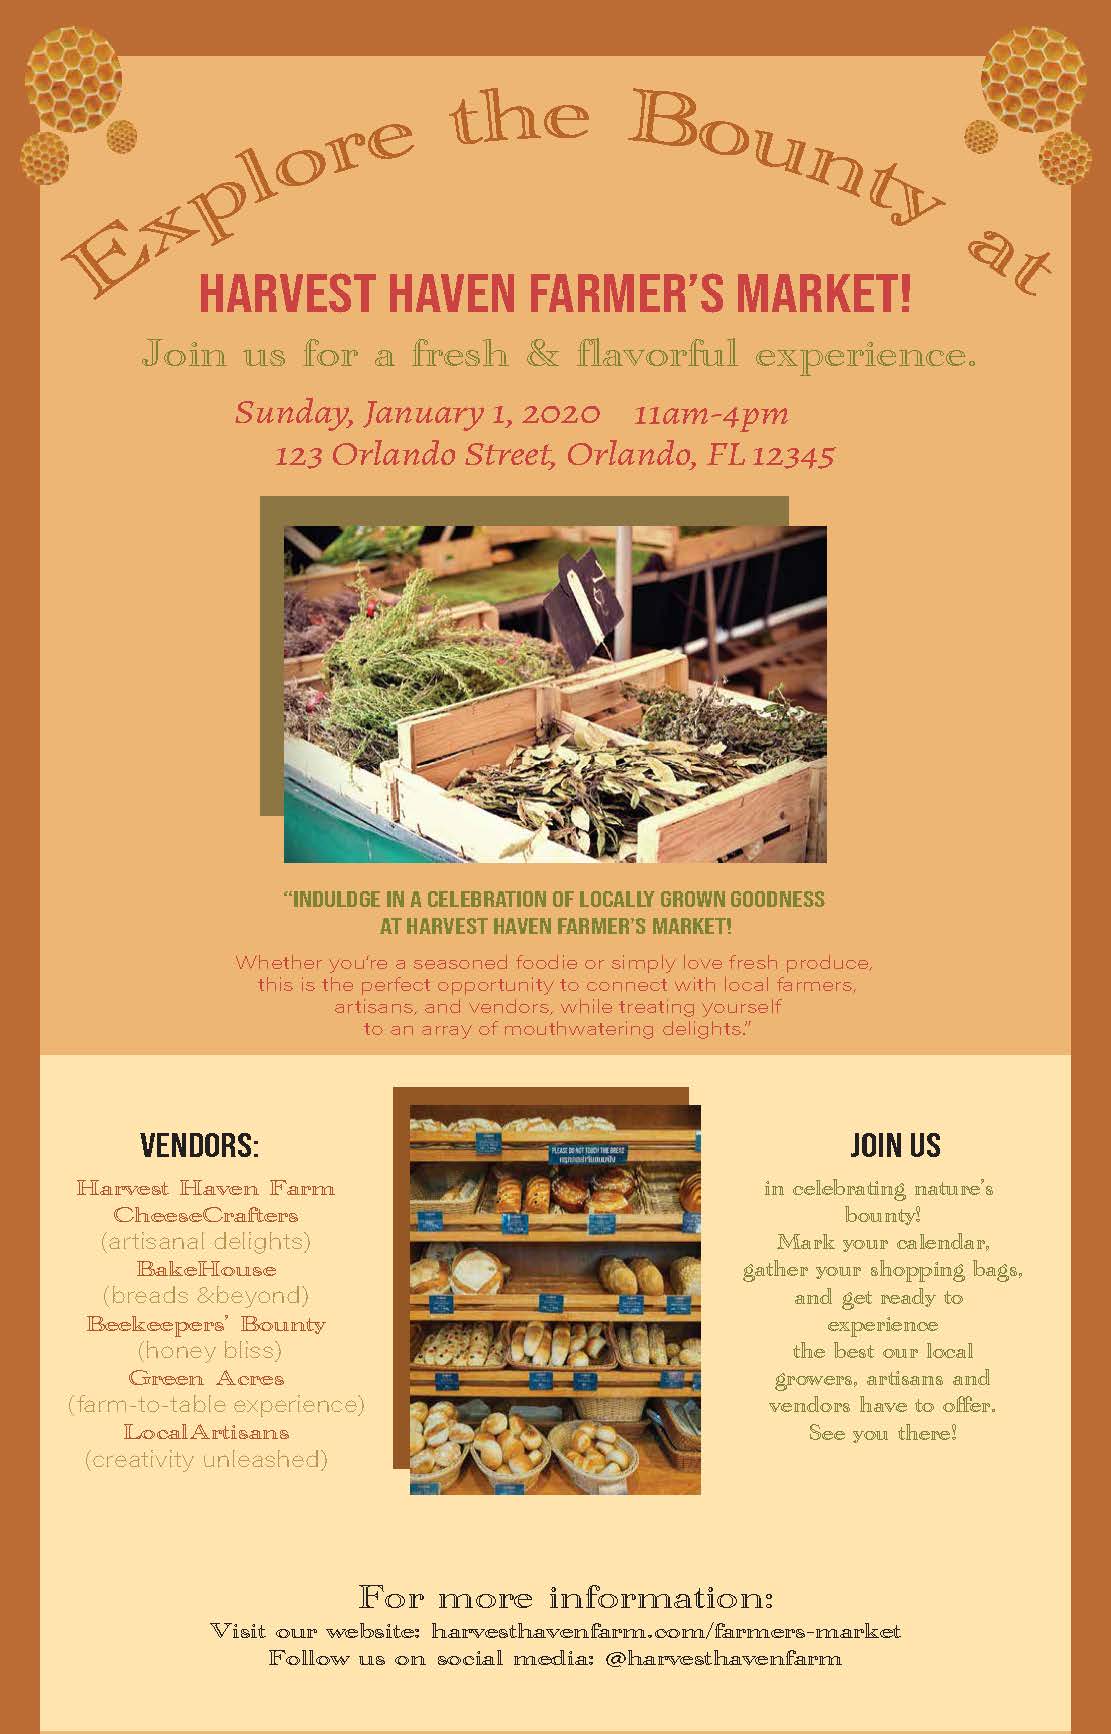 Explore the Bounty at
HARVEST HAVEN FARMER'S MARKET!
Join us for a fresh & flavorful experience.
Sunday, January 1, 2020 11am-4pm
123 Orlando Street, Orlando, FL 12345
“INDULDGE IN A CELEBRATION OF LOCALLY GROWN GOODNESS
AT HARVEST HAVEN FARMER'S MARKET!
Whether you're a seasoned foodie or simply love fresh produce,
this is the perfect opportunity to connect with local farmers,
artisans, and vendors, while treating yourself
to an array of mouthwatering delights.”
VENDORS:
Harvest Haven Farm
CheeseCrafters
(artisanal delights)
BakeHouse
(breads &beyond)
Beekeepers' Bounty
(honey bliss)
Green Acres
(farm-to-table experience)
LocalArtisans
(creativity unleashed)
PLEASE DO NOT TOUCH THE BREAD
JOIN US
in celebrating nature's
bounty!
Mark your calendar,
gather your shopping bags,
and get ready to
experience
the best our local
growers, artisans and
vendors have to offer.
See you there!
For more information:
Visit our website: harvesthavenfarm.com/farmers-market
Follow us on social media: @harvesthavenfarm